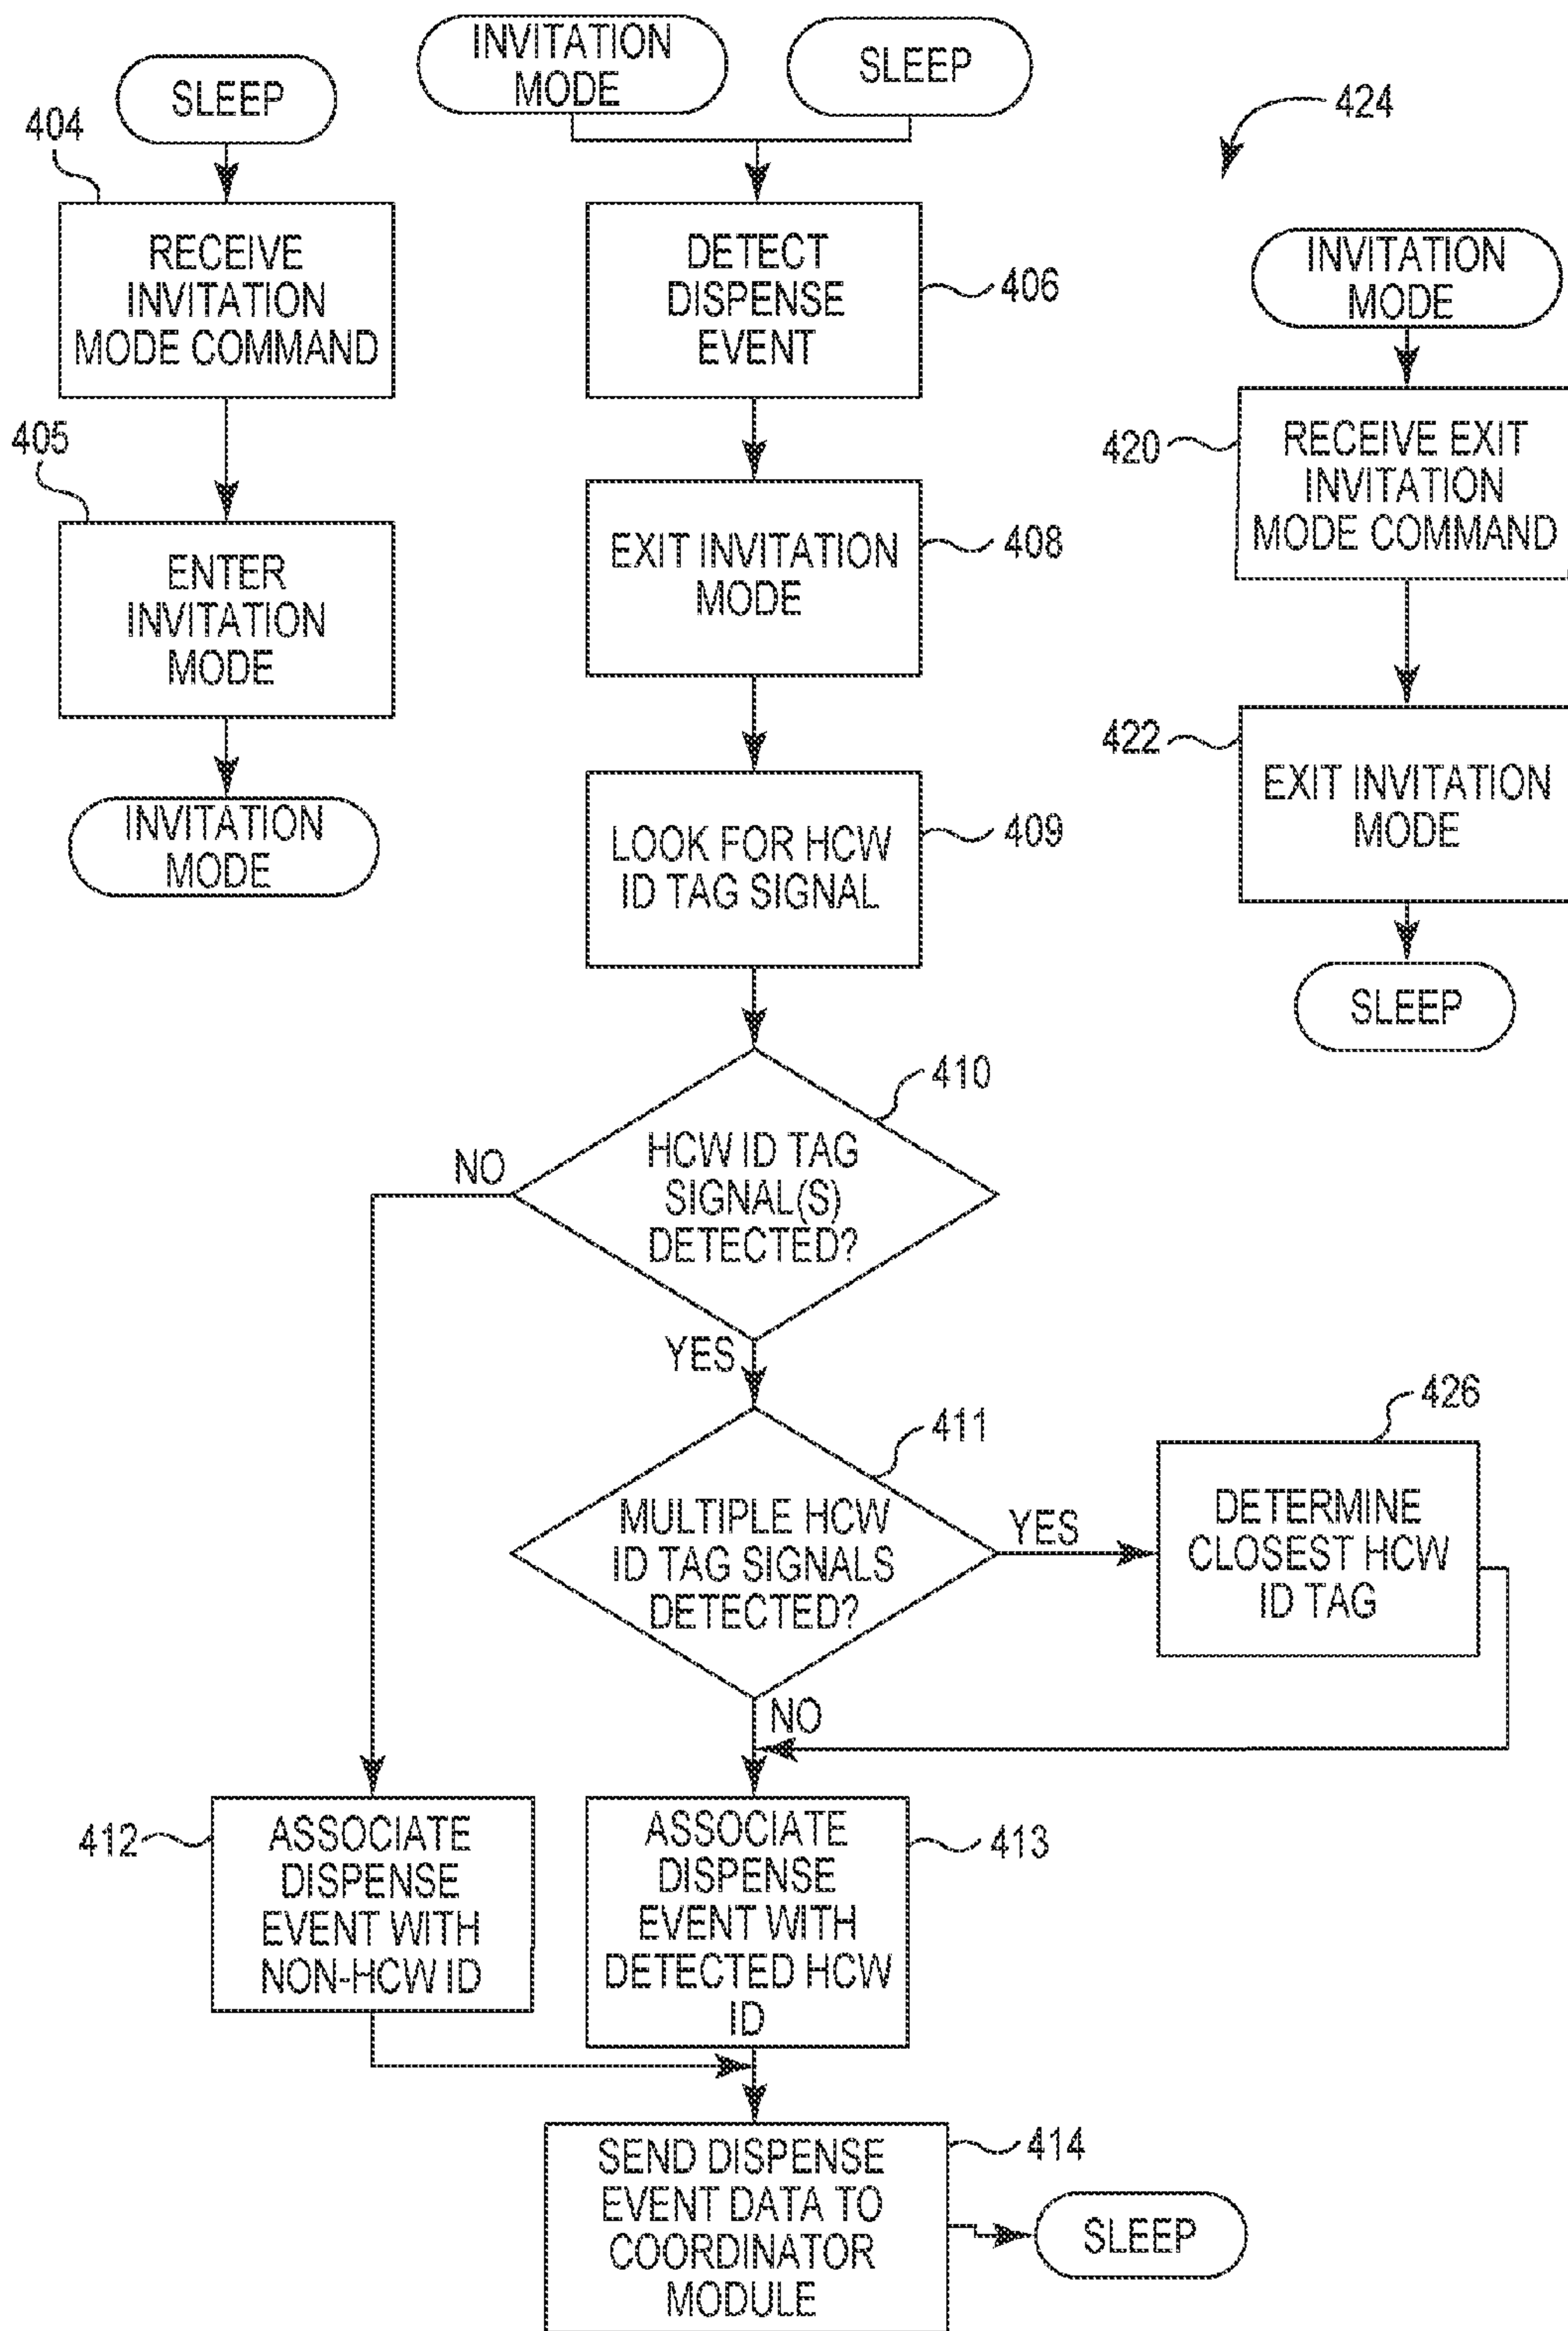 SLEEP
404
RECEIVE
INVITATION
MODE COMMAND
405
ENTER
INVITATION
MODE
INVITATION
MODE
INVITATION
MODE
SLEEP
DETECT
DISPENSE
EVENT
406
EXIT INVITATION
MODE
408
LOOK FOR HCW
ID TAG SIGNAL
409
HCW ID TAG
SIGNAL(S)
DETECTED?
410
NO
YES
MULTIPLE HCW
ID TAG SIGNALS
DETECTED?
411
YES
NO
426
DETERMINE
CLOSEST HCW
ID TAG
412
ASSOCIATE
DISPENSE
EVENT WITH
NON-HCW ID
ASSOCIATE
DISPENSE
EVENT WITH
DETECTED HCW
ID
413
SEND DISPENSE
EVENT DATA TO
COORDINATOR
MODULE
414
SLEEP
424
INVITATION
MODE
420
RECEIVE EXIT
INVITATION
MODE COMMAND
422
EXIT INVITATION
MODE
SLEEP